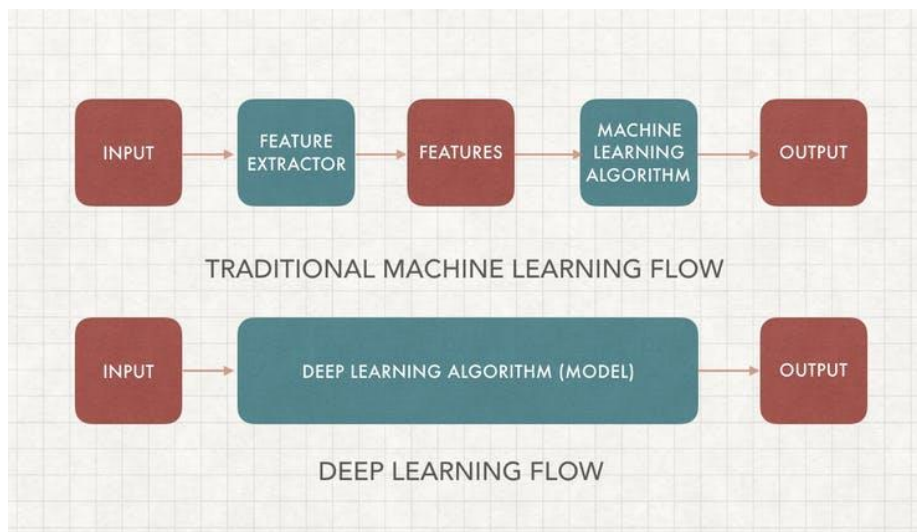 INPUT
FEATURE
EXTRACTOR
FEATURES
MACHINE
LEARNING
ALGORITHM
OUTPUT
TRADITIONAL MACHINE LEARNING FLOW
INPUT
DEEP LEARNING ALGORITHM (MODEL)
OUTPUT
DEEP LEARNING FLOW